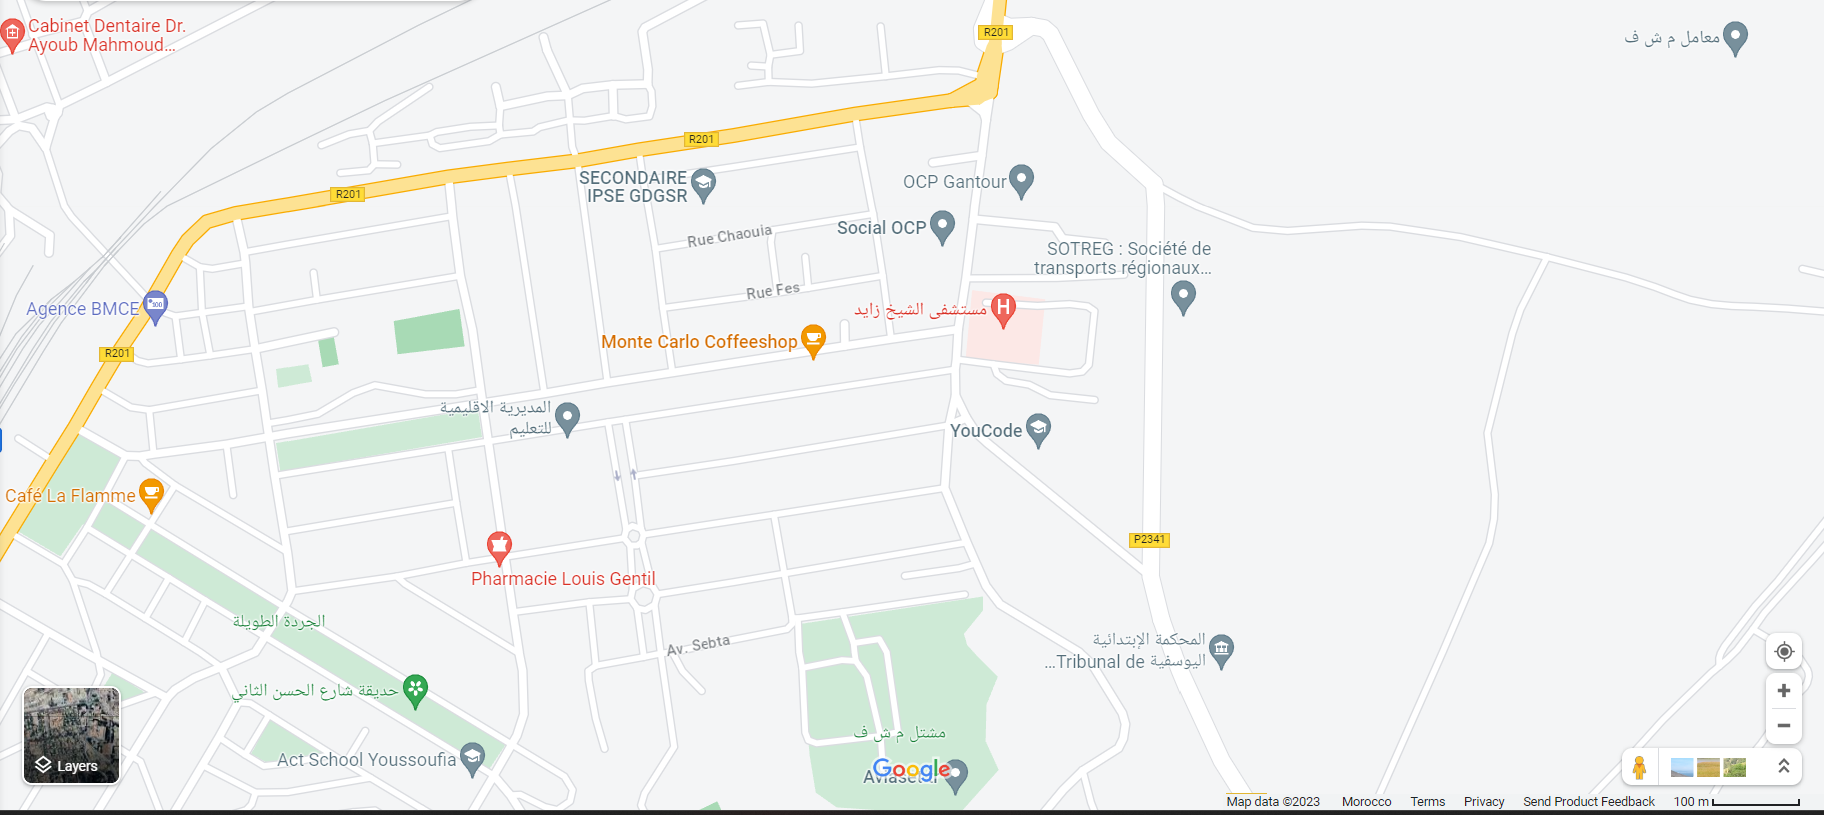 Cabinet Dentaire Dr.
Ayoub Mahmoud...
R201
معامل م ش ف
R201
SECONDAIRE
IPSE GDGSR
OCP Gantour
R201
Social OCP
Rue Chaouia
SOTREG : Société de
transports régionaux...
Rue Fes
Agence BMCE
مستشفى الشيخ زايد
H
Monte Carlo Coffeeshop
R201
المديرية الاقليمية
للتعليم
YouCode
Café La Flamme
P2341
Pharmacie Louis Gentil
الجردة الطويلة
Av. Sebta
المحكمة الإبتدائية
اليوسفية Tribunal de...
حديقة شارع الحسن الثاني
مشتل م ش ف
Act School Youssoufia
Google
Layers
Map data ©2023
Morocco
Terms
Privacy
Send Product Feedback
100 m